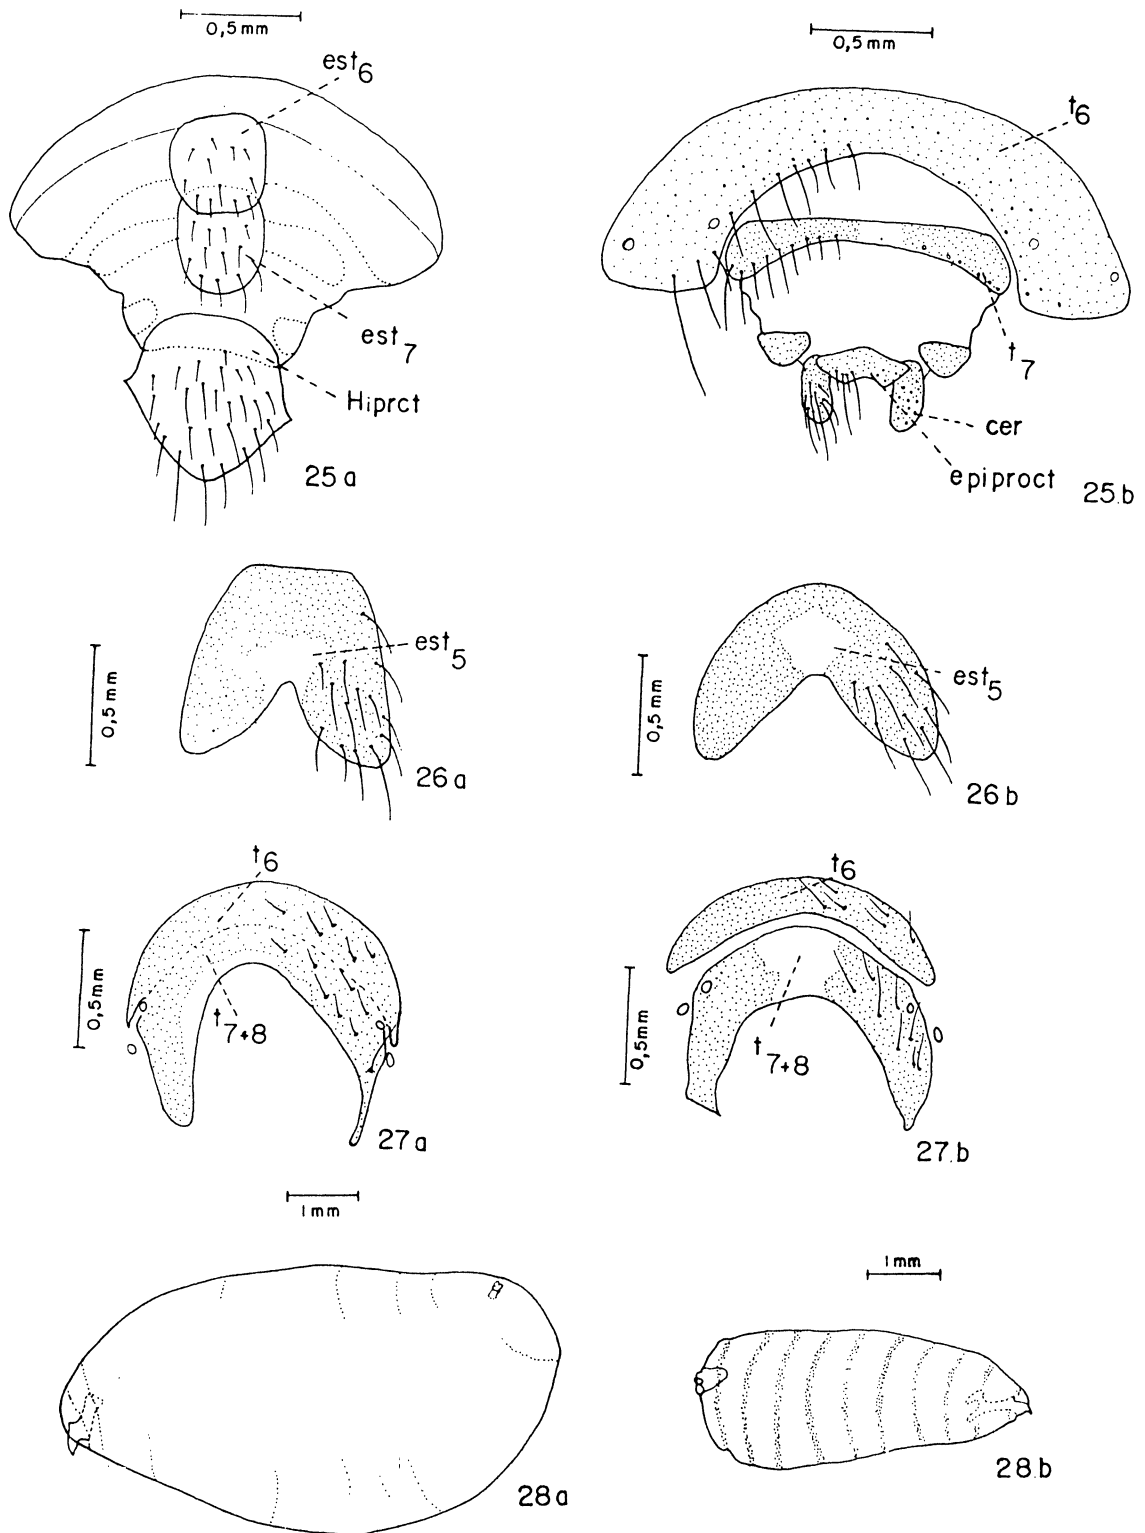 0,5 mm
est6
est7
Hiprct
25 a
0,5 mm
t6
t7
cer
epiproct
25.b
0,5 mm
est5
26 a
0,5 mm
est5
26 b
0,5 mm
t6
t7+8
27 a
0,5 mm
t6
t7+8
27.b
1 mm
28 a
1 mm
28.b